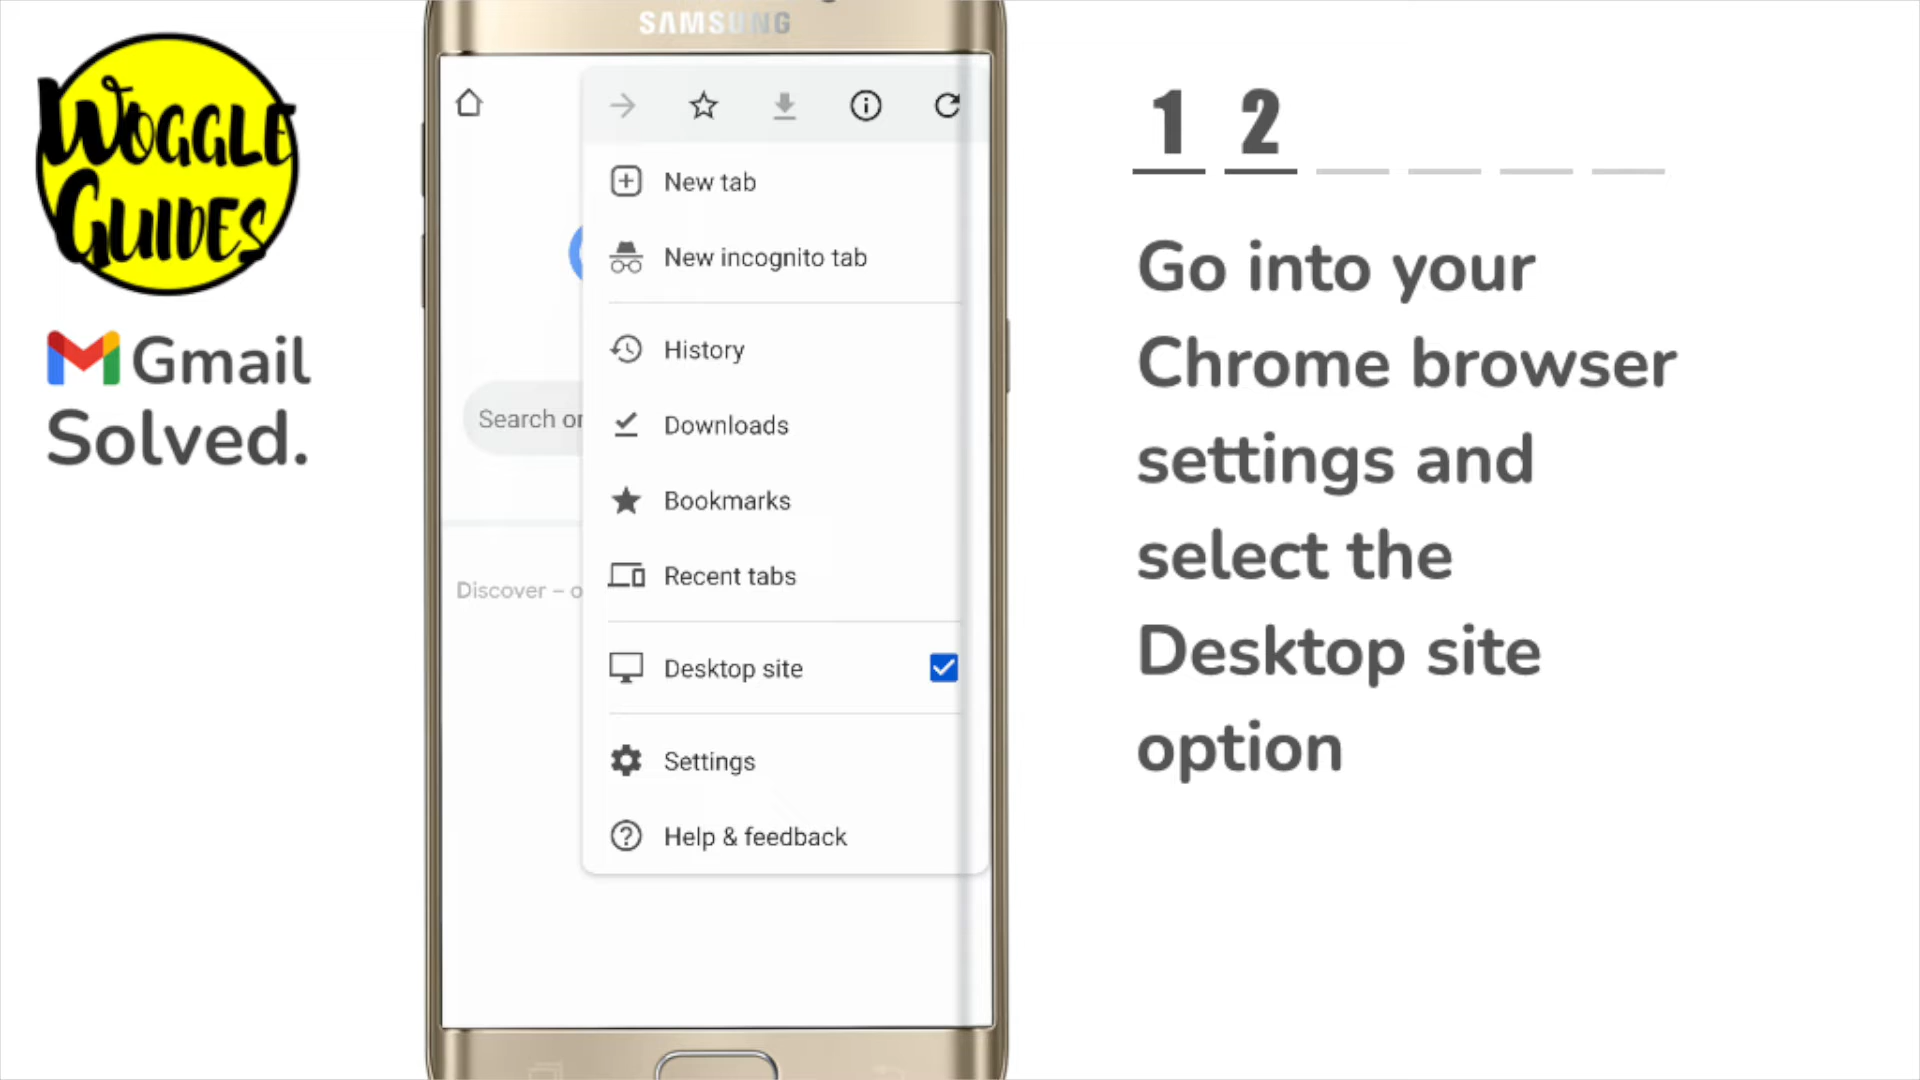 WOGGLE
GUIDES
Gmail
Solved.
SAMSUNG
New tab
New incognito tab
History
Search or
Downloads
Bookmarks
Recent tabs
Discover –
Desktop site
Settings
Help & feedback
1 2
Go into your
Chrome browser
settings and
select the
Desktop site
option